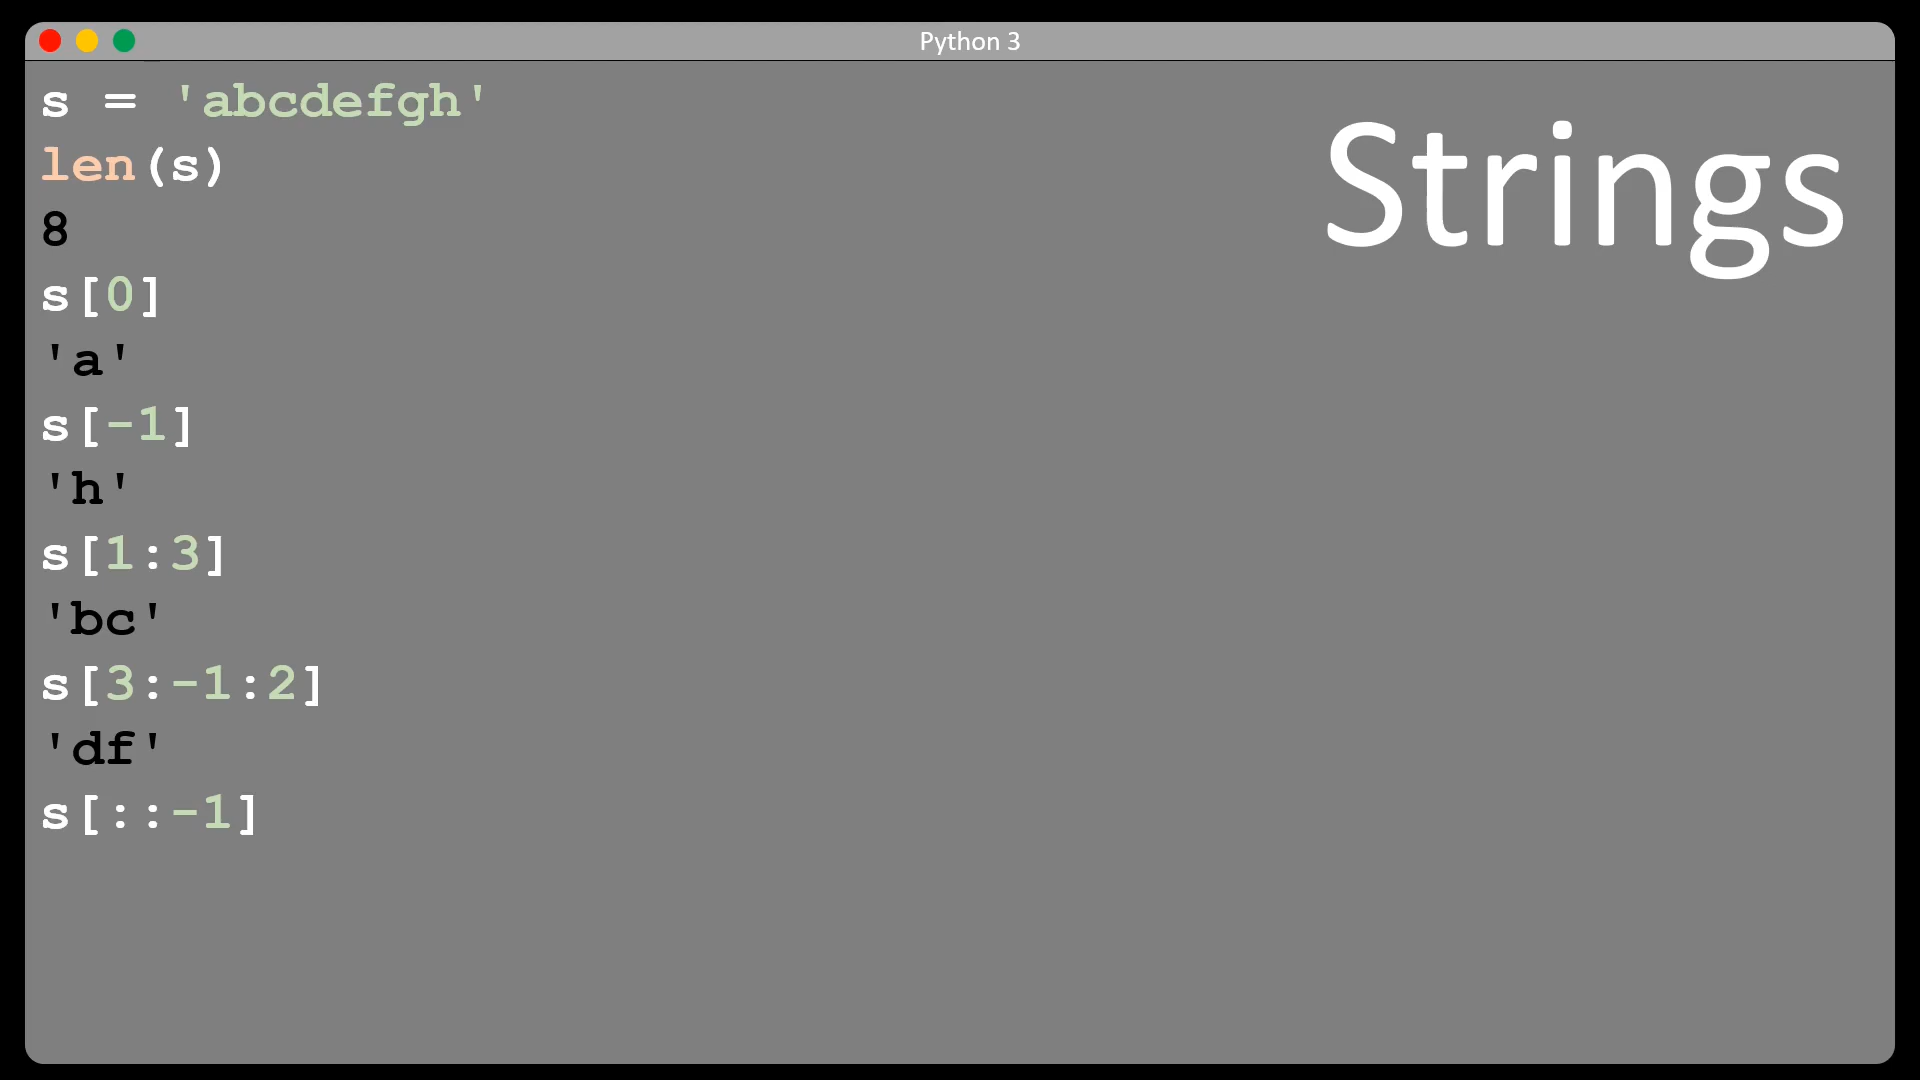 Python 3
s = 'abcdefgh'
len(s)
8
s[0]
'a'
s[-1]
'h'
s[1:3]
'bc'
s[3:-1:2]
'df'
s[::-1]
Strings